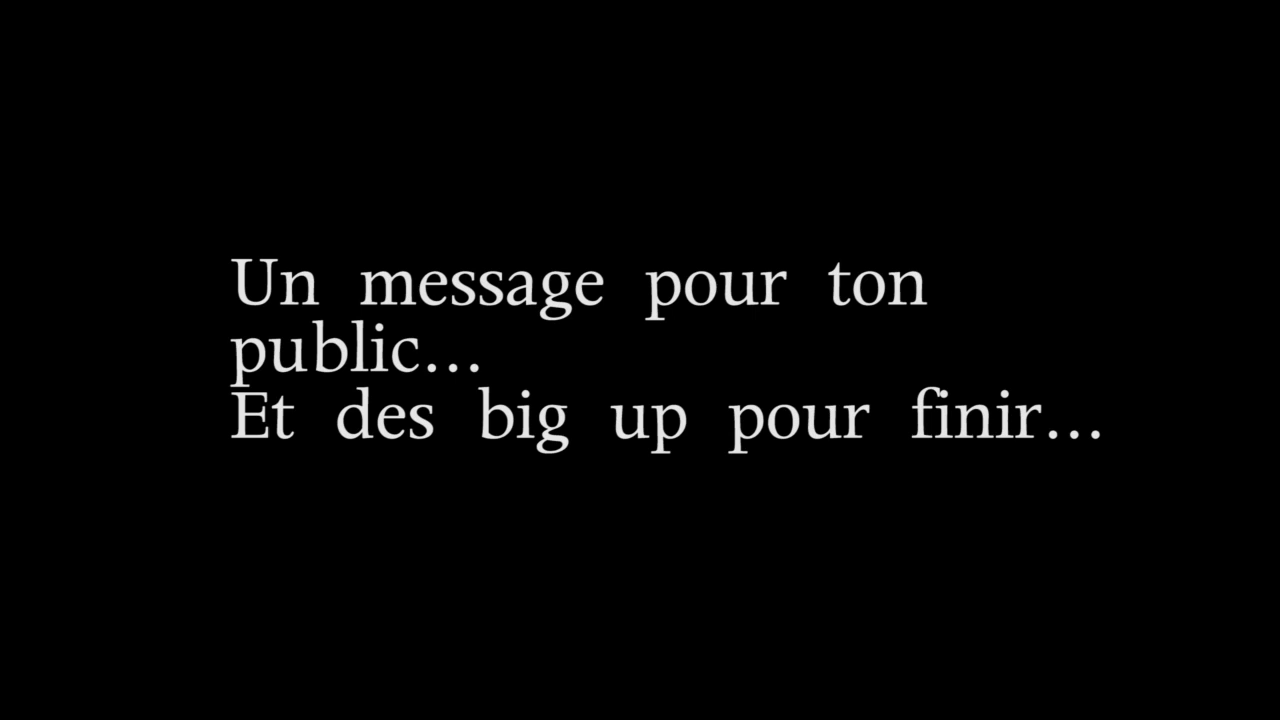 Un message pour ton
public...
Et des big up pour finir...